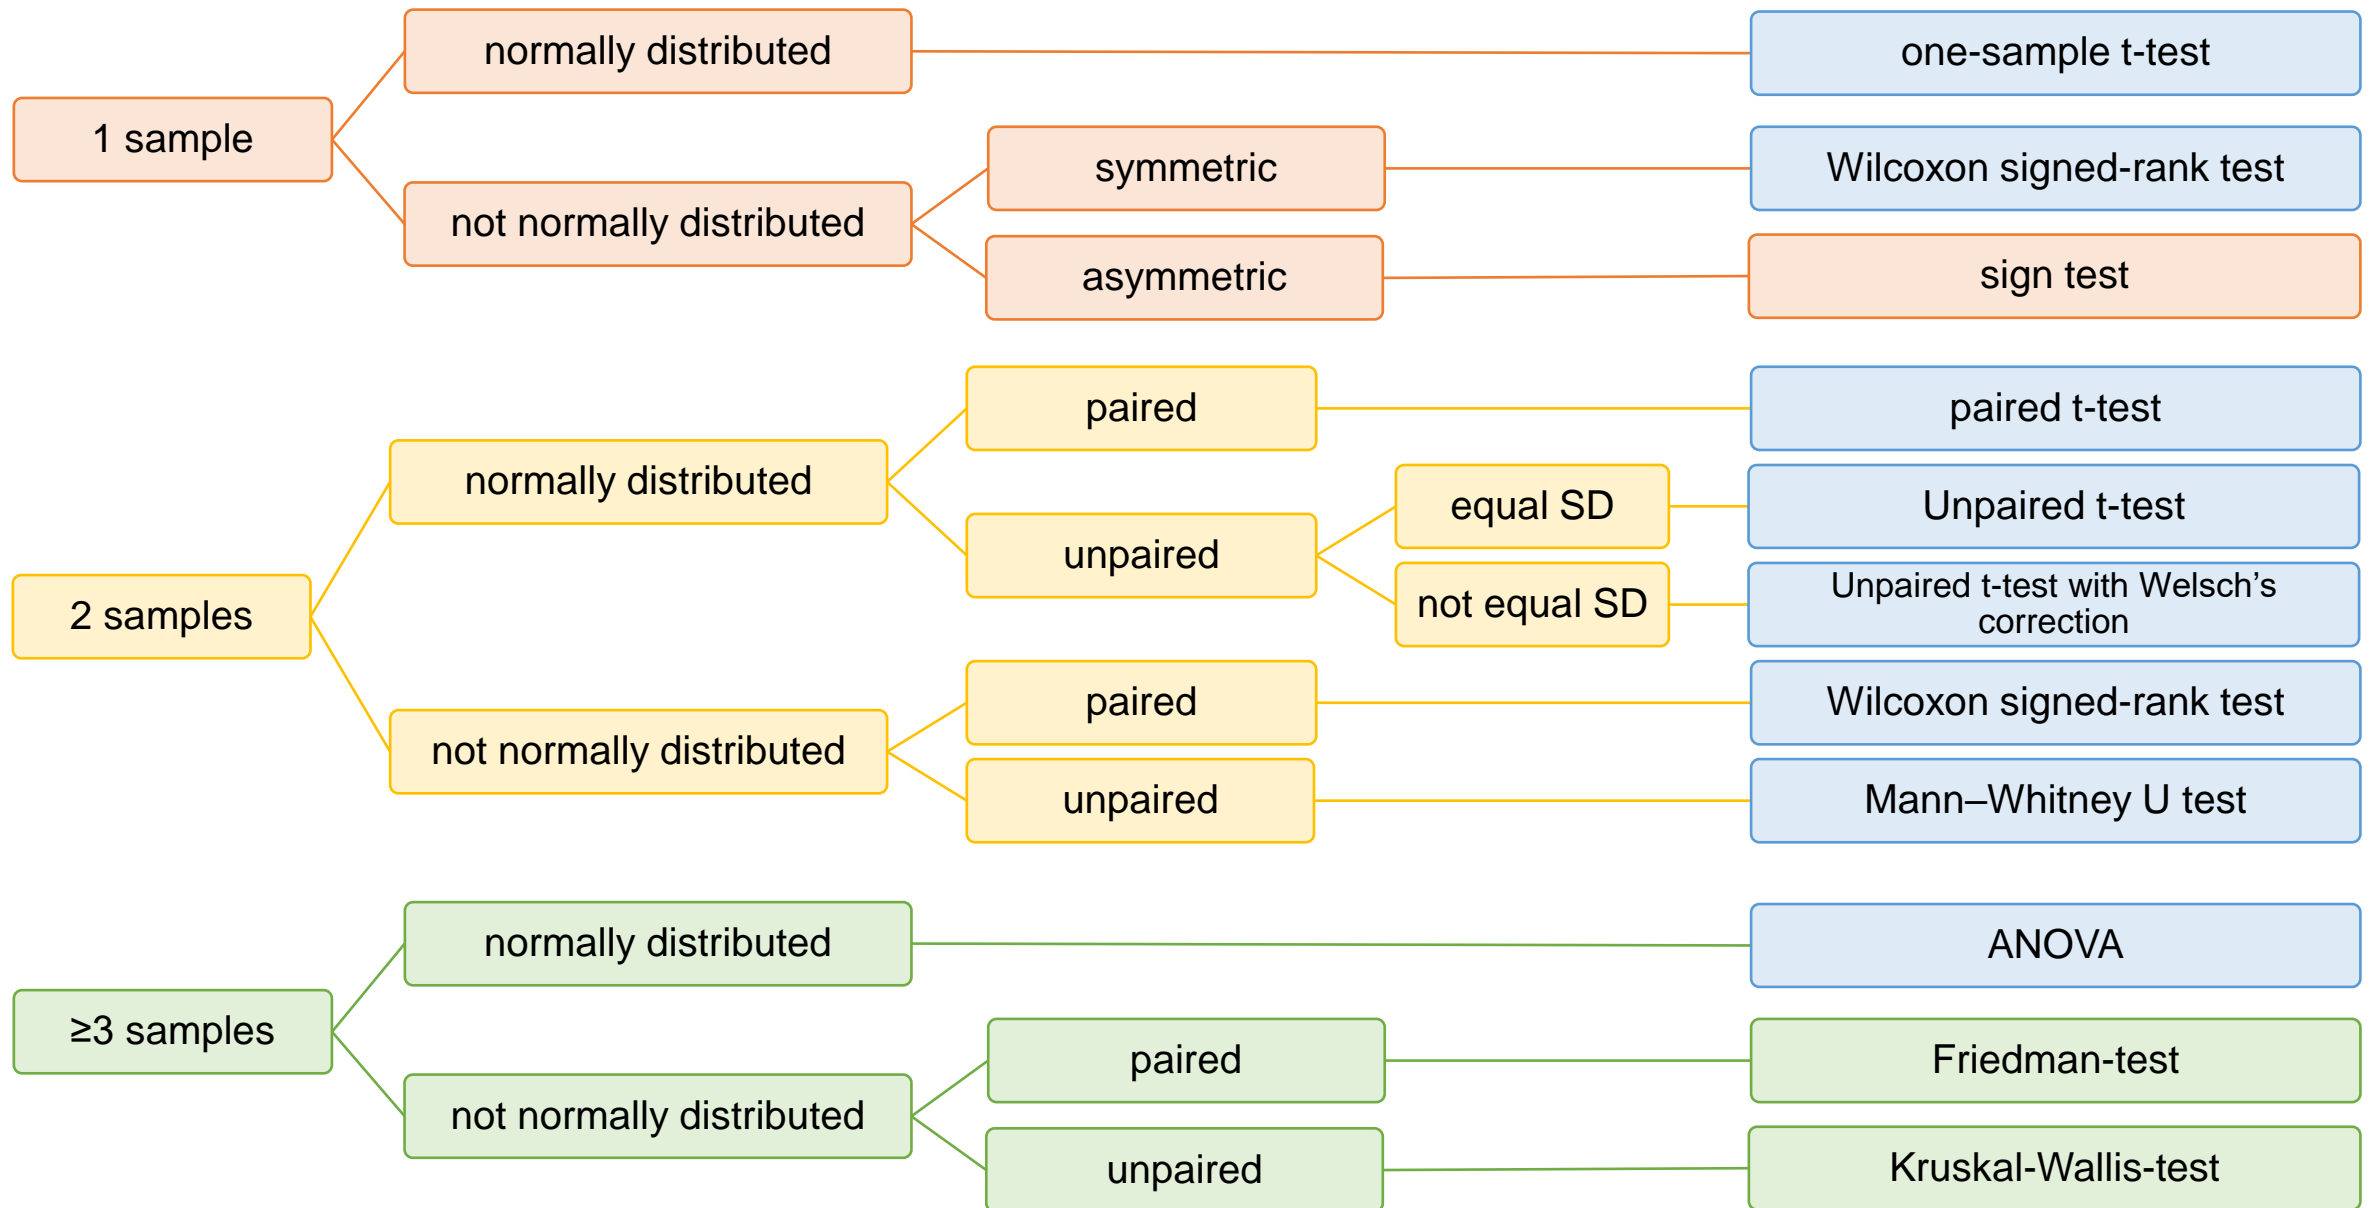 normally distributed
one-sample t-test
1 sample
symmetric
Wilcoxon signed-rank test
not normally distributed
asymmetric
sign test
paired
paired t-test
normally distributed
equal SD
Unpaired t-test
unpaired
not equal SD
Unpaired t-test with Welsch’s
correction
2 samples
paired
Wilcoxon signed-rank test
not normally distributed
unpaired
Mann–Whitney U test
normally distributed
ANOVA
≥3 samples
paired
Friedman-test
not normally distributed
unpaired
Kruskal-Wallis-test